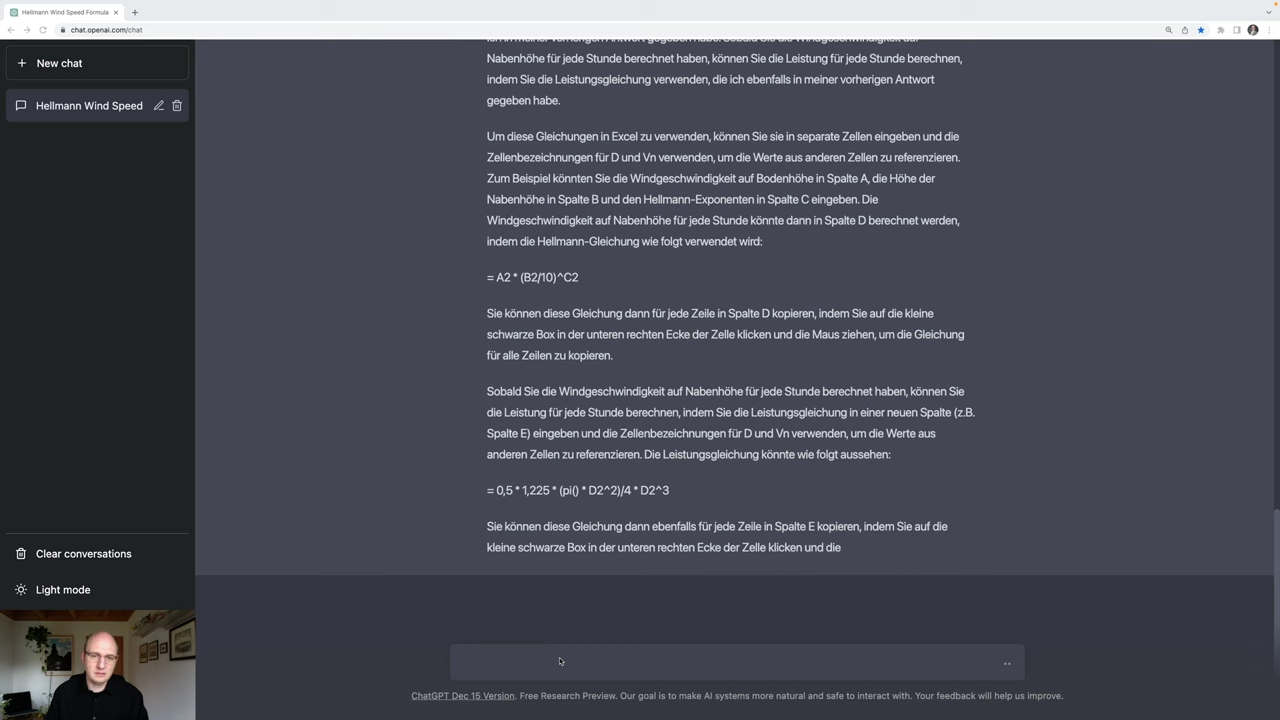 Hellmann Wind Speed Formula
chat.openai.com/chat
New chat
Hellmann Wind Speed
ich in meiner vorherigen Antwort gegeben habe. Sobald Sie die Windgeschwindigkeit auf
Nabenhöhe für jede Stunde berechnet haben, können Sie die Leistung für jede Stunde berechnen,
indem Sie die Leistungsgleichung verwenden, die ich ebenfalls in meiner vorherigen Antwort
gegeben habe.
Um diese Gleichungen in Excel zu verwenden, können Sie sie in separate Zellen eingeben und die
Zellenbezeichnungen für D und Vn verwenden, um die Werte aus anderen Zellen zu referenzieren.
Zum Beispiel könnten Sie die Windgeschwindigkeit auf Bodenhöhe in Spalte A, die Höhe der
Nabenhöhe in Spalte B und den Hellmann-Exponenten in Spalte C eingeben. Die
Windgeschwindigkeit auf Nabenhöhe für jede Stunde könnte dann in Spalte D berechnet werden,
indem die Hellmann-Gleichung wie folgt verwendet wird:
= A2 * (B2/10)^C2
Sie können diese Gleichung dann für jede Zeile in Spalte D kopieren, indem Sie auf die kleine
schwarze Box in der unteren rechten Ecke der Zelle klicken und die Maus ziehen, um die Gleichung
für alle Zeilen zu kopieren.
Sobald Sie die Windgeschwindigkeit auf Nabenhöhe für jede Stunde berechnet haben, können Sie
die Leistung für jede Stunde berechnen, indem Sie die Leistungsgleichung in einer neuen Spalte (z.B.
Spalte E) eingeben und die Zellenbezeichnungen für D und Vn verwenden, um die Werte aus
anderen Zellen zu referenzieren. Die Leistungsgleichung könnte wie folgt aussehen:
= 0,5 * 1,225 * (pi() * D2^2)/4 * D2^3
Sie können diese Gleichung dann ebenfalls für jede Zeile in Spalte E kopieren, indem Sie auf die
kleine schwarze Box in der unteren rechten Ecke der Zelle klicken und die
Clear conversations
Light mode
ChatGPT Dec 15 Version. Free Research Preview. Our goal is to make AI systems more natural and safe to interact with. Your feedback will help us improve.